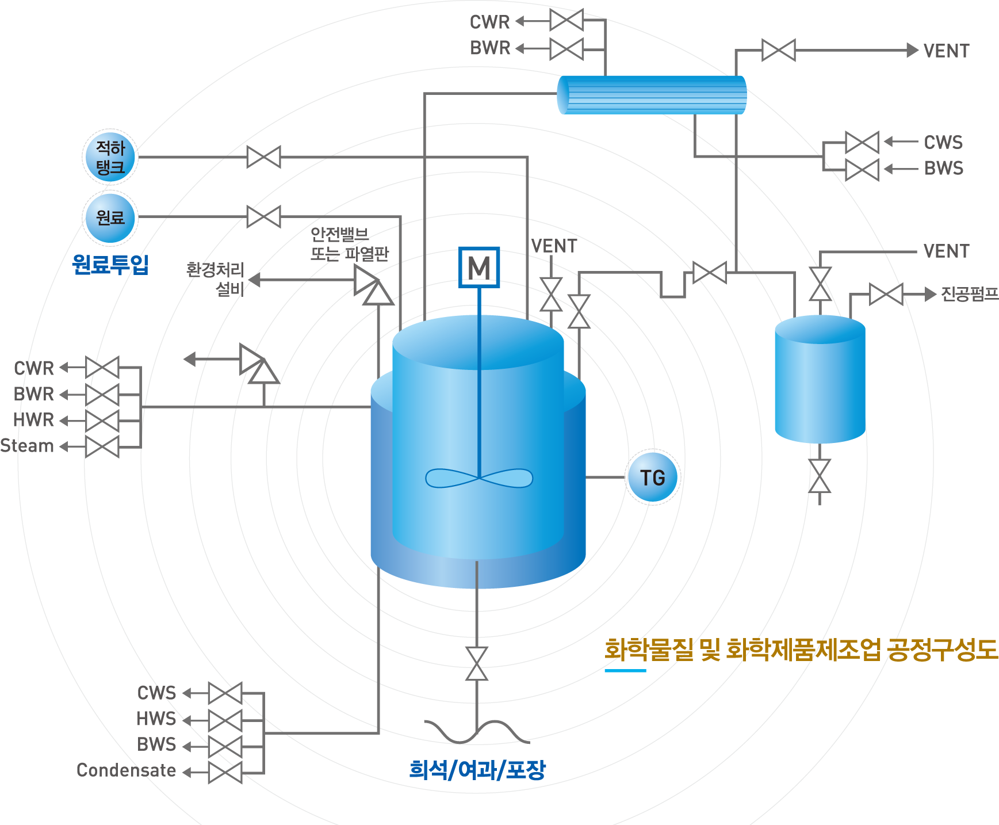 CWR
BWR
VENT
CWS
BWS
적하
탱크
원료
원료투입
안전밸브
또는 파열판
환경처리
설비
M
VENT
VENT
진공펌프
CWR
BWR
HWR
Steam
TG
화학물질 및 화학제품제조업 공정구성도
CWS
HWS
BWS
Condensate
희석/여과/포장